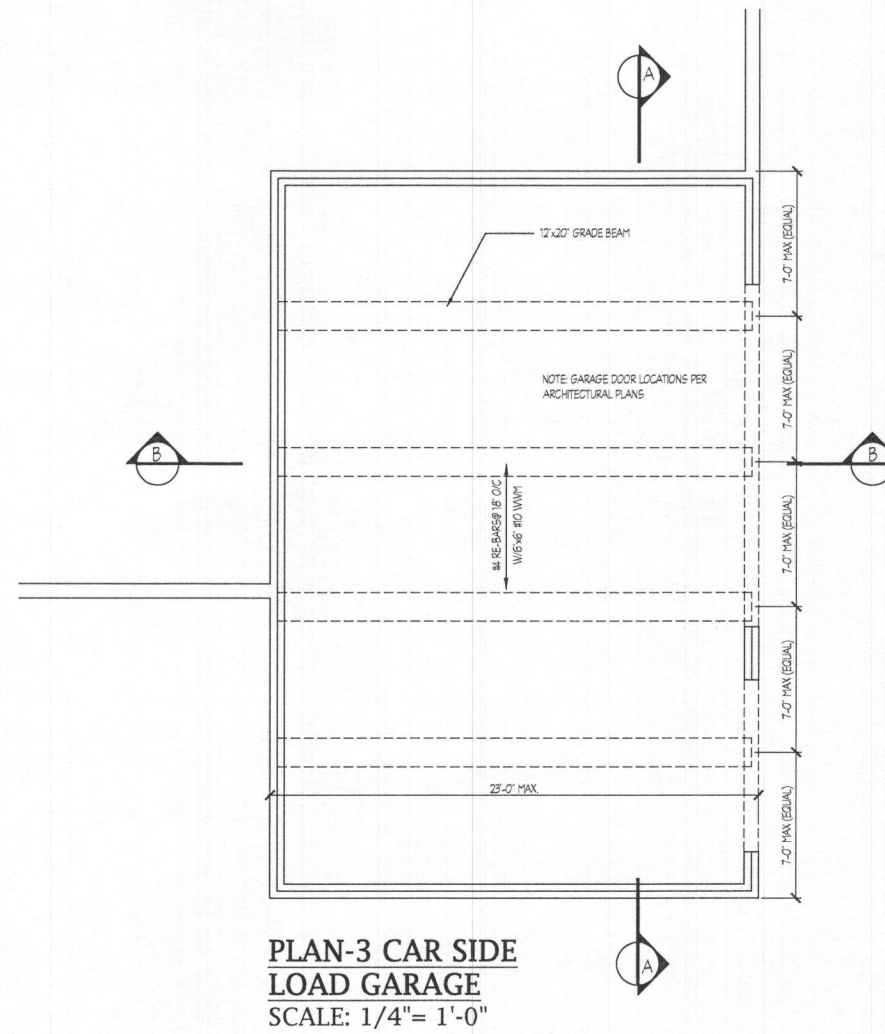 A
7'-0" MAX (EQUAL)
12"x20" GRADE BEAM
7'-0" MAX (EQUAL)
NOTE: GARAGE DOOR LOCATIONS PER
ARCHITECTURAL PLANS
B
B
#4 RE-BARS@ 18" O/C
W/6"x6" #10 WWM
7'-0" MAX (EQUAL)
7'-0" MAX (EQUAL)
23'-0" MAX.
7'-0" MAX (EQUAL)
A
PLAN-3 CAR SIDE
LOAD GARAGE
SCALE: 1/4"= 1'-0"